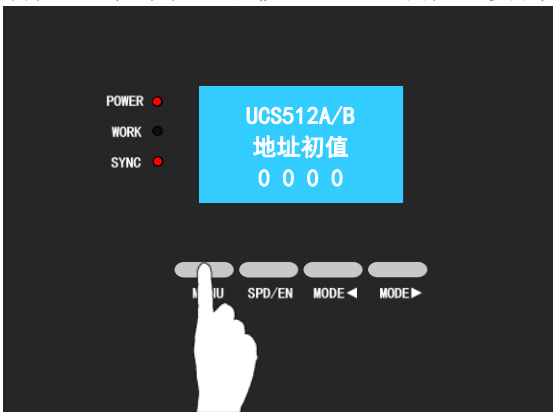 POWER
WORK
SYNC
UCS512A/B
地址初值
0 0 0 0
SPD/EN
MODE◀
MODE▶